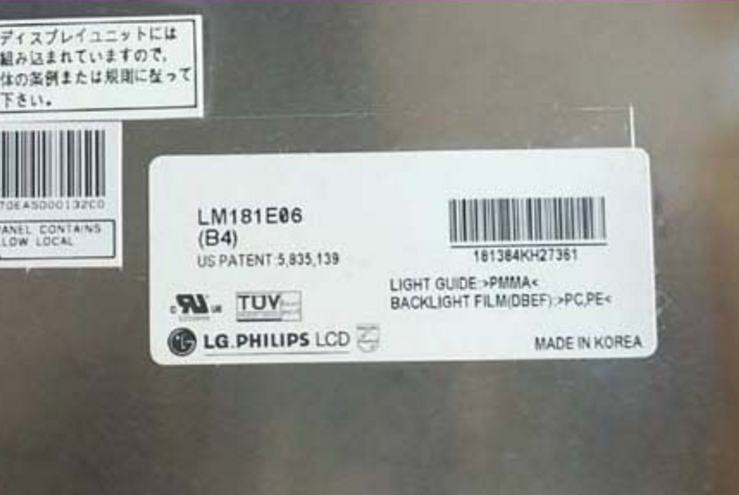 ディスプレイユニットには
組み込まれていますので、
体の条例または規則に従って
下さい。
70EA5D000132C0
ANEL CONTAINS
LOW LOCAL
LM181E06
(B4)
US PATENT:5,835,139
181384KH27361
LIGHT GUIDE:>PMMA<
BACKLIGHT FILM(DBEF):>PC,PE<
TUV
LG.PHILIPS LCD
MADE IN KOREA